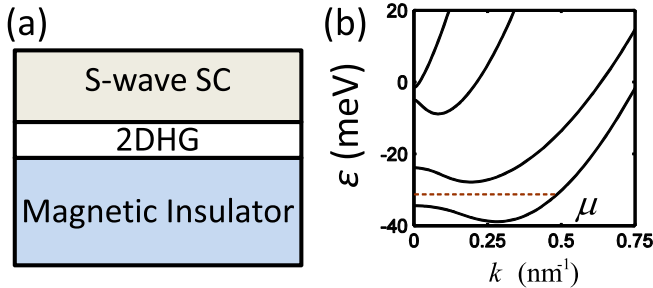 (a)
S-wave SC
2DHG
Magnetic Insulator
(b)
20
0
-20
-40
ε (meV)
μ
0
0.25
0.5
0.75
k (nm⁻¹)